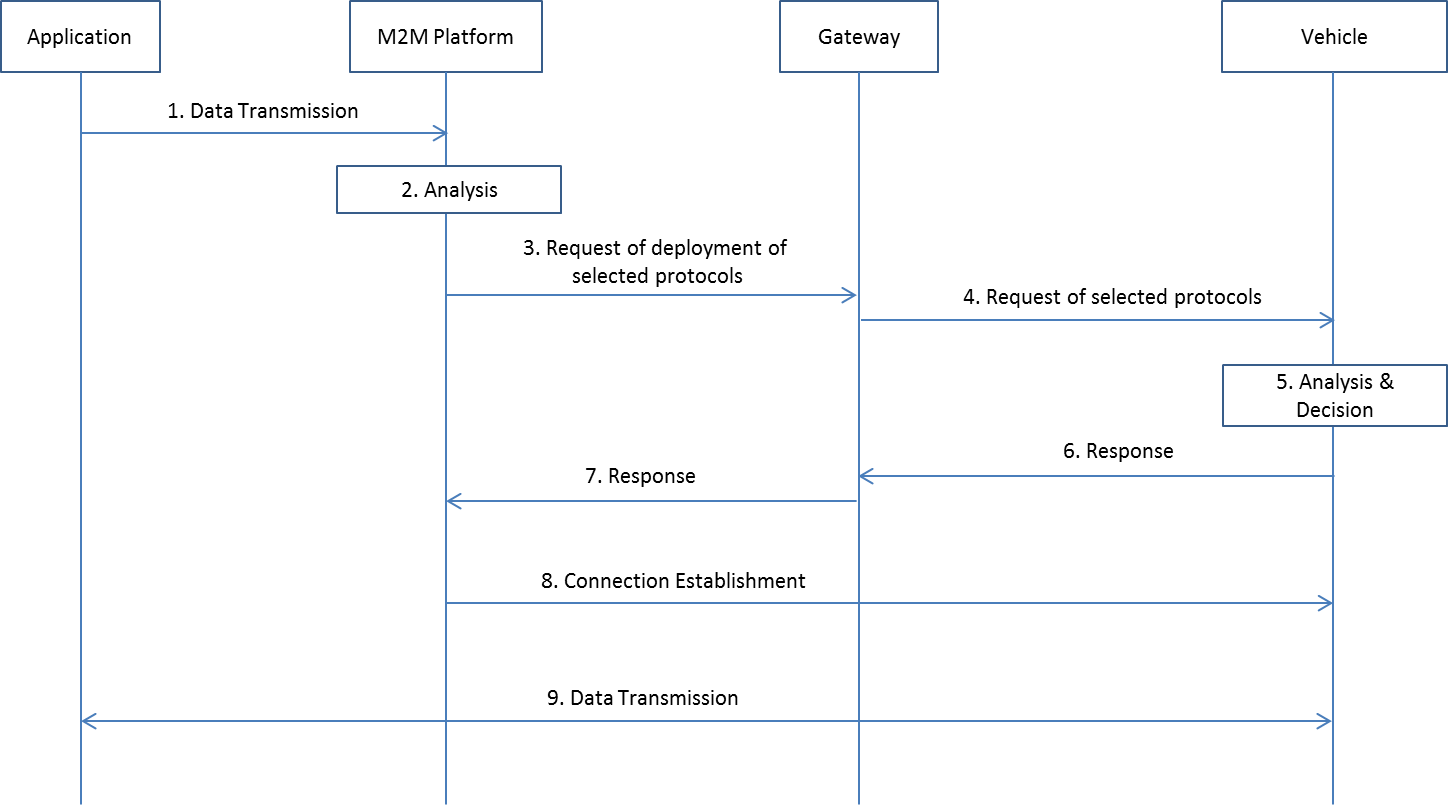 Application
M2M Platform
Gateway
Vehicle
1. Data Transmission
2. Analysis
3. Request of deployment of
selected protocols
4. Request of selected protocols
5. Analysis &
Decision
6. Response
7. Response
8. Connection Establishment
9. Data Transmission